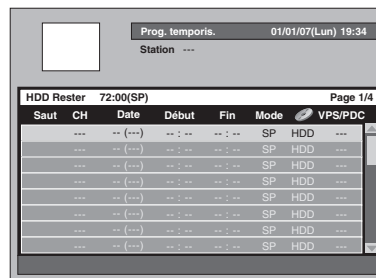 Prog. temporis. 01/01/07(Lun) 19:34
Station ---
HDD Rester 72:00(SP) Page 1/4
Saut CH Date Début Fin Mode VPS/PDC
--- -- (---) -- : -- -- : -- SP HDD ---
--- -- (---) -- : -- -- : -- SP HDD ---
--- -- (---) -- : -- -- : -- SP HDD ---
--- -- (---) -- : -- -- : -- SP HDD ---
--- -- (---) -- : -- -- : -- SP HDD ---
--- -- (---) -- : -- -- : -- SP HDD ---
--- -- (---) -- : -- -- : -- SP HDD ---
--- -- (---) -- : -- -- : -- SP HDD ---